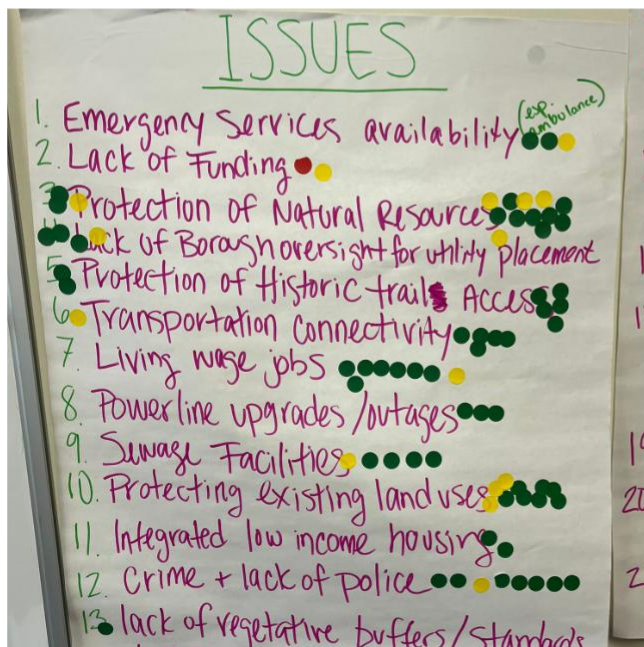 ISSUES
1. Emergency Services availability (esp. ambulance)
2. Lack of Funding
3 Protection of Natural Resources
4 Lack of Borough oversight for utility placement
5 Protection of Historic trail Access
6 Transportation connectivity
7. Living wage jobs
8. Powerline upgrades/outages
9. Sewage Facilities
10. Protecting existing land uses
11. Integrated low income housing
12. Crime + lack of police
13 lack of vegetative buffers/standards